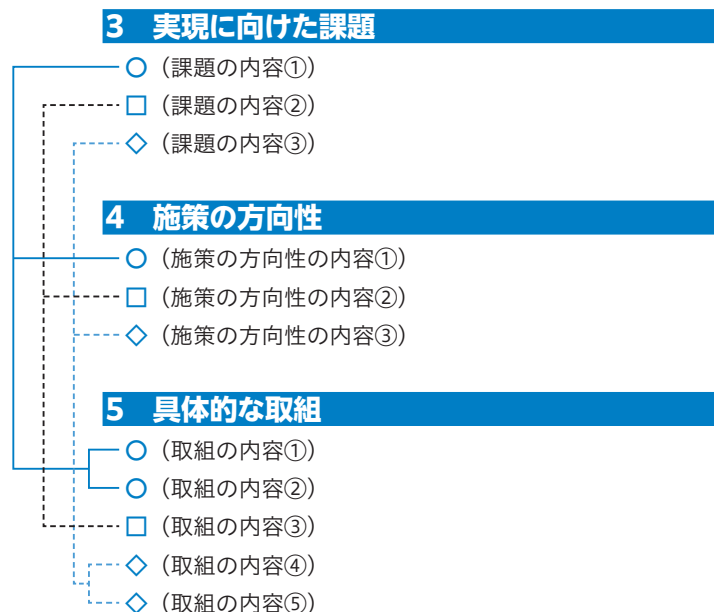 3 実現に向けた課題
○（課題の内容①）
□（課題の内容②）
◇（課題の内容③）
4 施策の方向性
○（施策の方向性の内容①）
□（施策の方向性の内容②）
◇（施策の方向性の内容③）
5 具体的な取組
○（取組の内容①）
○（取組の内容②）
□（取組の内容③）
◇（取組の内容④）
◇（取組の内容⑤）